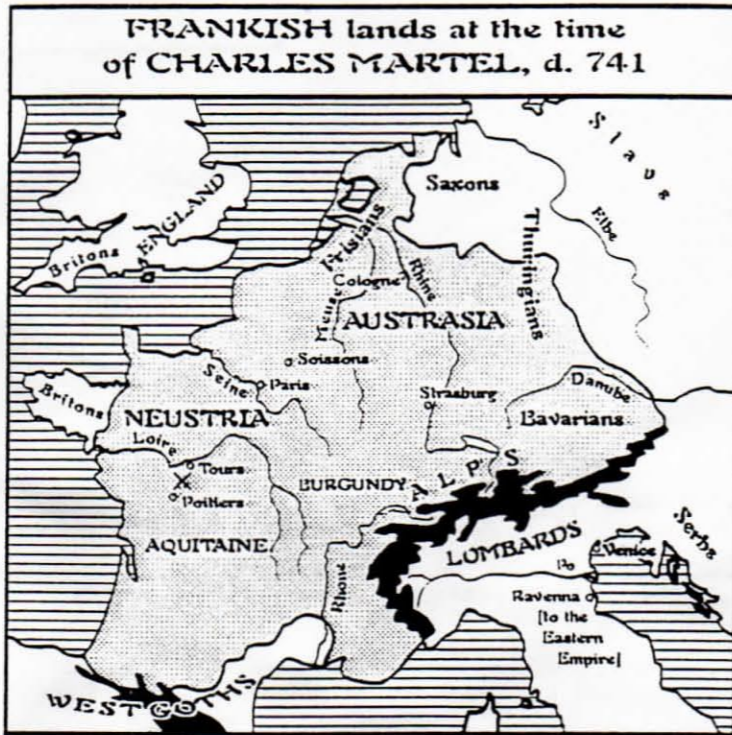 FRANKISH lands at the time
of CHARLES MARTEL, d. 741
Slavs
Saxons
Elbe
ENGLAND
Britons
Frisians
Thuringians
Cologne
Rhine
Meuse
AUSTRASIA
Soissons
Seine
Paris
Strasburg
Danube
Britons
NEUSTRIA
Bavarians
Loire
Tours
Poitiers
BURGUNDY
ALPS
AQUITAINE
LOMBARDS
Serbs
Venice
Po
Rhone
Ravenna
[to the
Eastern
Empire]
WEST GOTHS